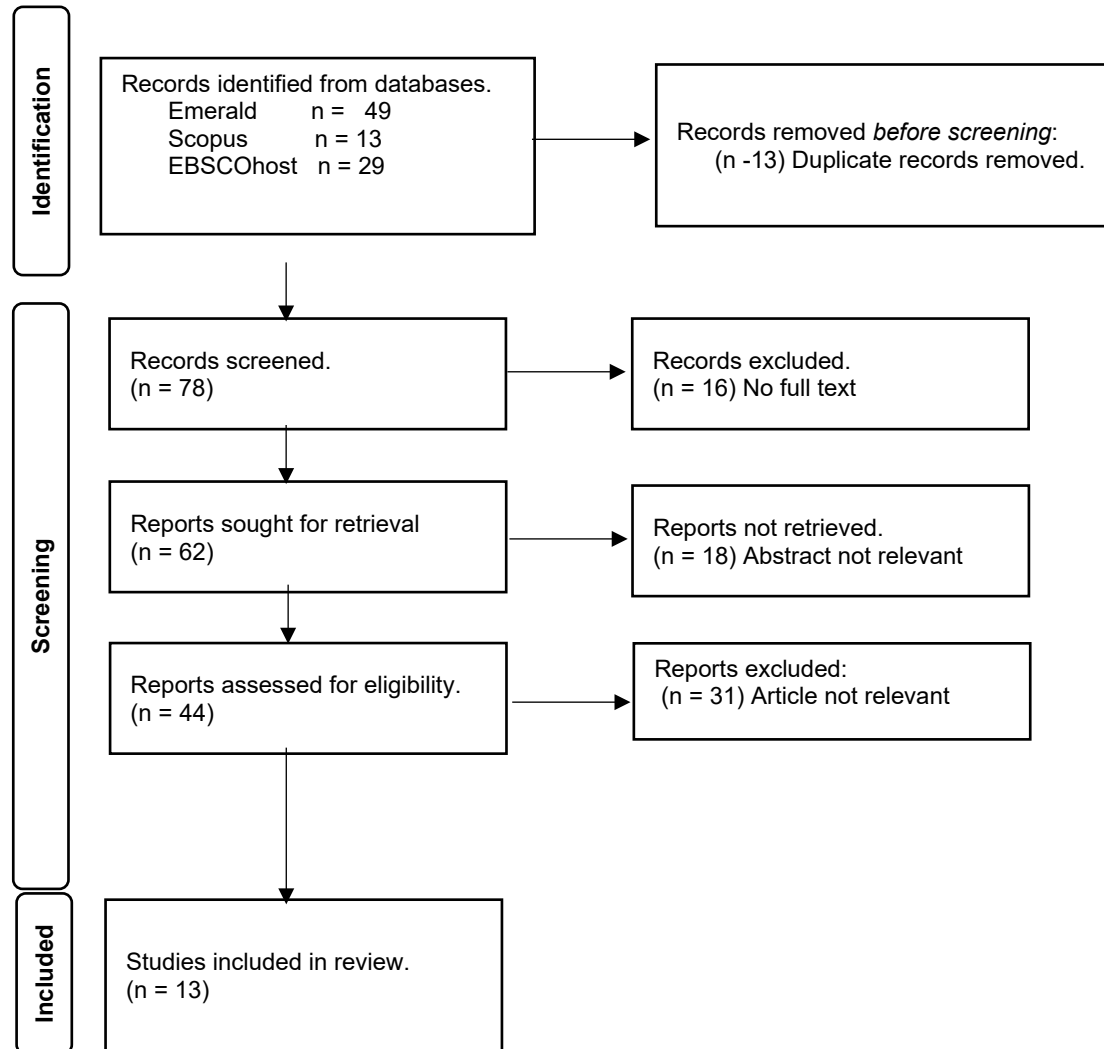 Identification
Records identified from databases.
Emerald n = 49
Scopus n = 13
EBSCOhost n = 29
Records removed before screening:
(n -13) Duplicate records removed.
Screening
Records screened.
(n = 78)
Records excluded.
(n = 16) No full text
Reports sought for retrieval
(n = 62)
Reports not retrieved.
(n = 18) Abstract not relevant
Reports assessed for eligibility.
(n = 44)
Reports excluded:
(n = 31) Article not relevant
Included
Studies included in review.
(n = 13)